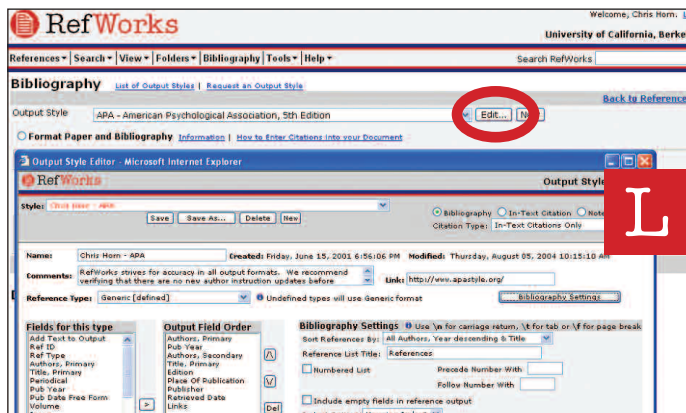 RefWorks
Welcome, Chris Horn.
University of California, Berke
References Search View Folders Bibliography Tools Help Search RefWorks
Bibliography List of Output Styles | Request an Output Style
Back to Reference
Output Style APA - American Psychological Association, 5th Edition Edit...
Format Paper and Bibliography Information | How to Enter Citations into your Document
Output Style Editor - Microsoft Internet Explorer
RefWorks Output Style
L
Style: Chris Horn - APA
Save Save As... Delete New
Bibliography In-Text Citation Note
Citation Type: In-Text Citations Only
Name: Chris Horn - APA Created: Friday, June 15, 2001 6:56:06 PM Modified: Thursday, August 05, 2004 10:15:10 AM
Comments: RefWorks strives for accuracy in all output formats. We recommend
verifying that there are no new author instruction updates before
Link: http://www.apastyle.org/
Reference Type: Generic [defined] Undefined types will use Generic format Bibliography Settings
Fields for this type
Add Text to Output
Ref ID
Ref Type
Authors, Primary
Title, Primary
Periodical
Pub Year
Pub Date Free Form
Volume
>
Output Field Order
Authors, Primary
Pub Year
Authors, Secondary
Title, Primary
Edition
Place Of Publication
Publisher
Retrieved Date
Links
Del
Bibliography Settings Use \n for carriage return, \t for tab or \f for page break
Sort References By: All Authors, Year descending & Title
Reference List Title: References
Numbered List Precede Number With
Follow Number With
Include empty fields in reference output